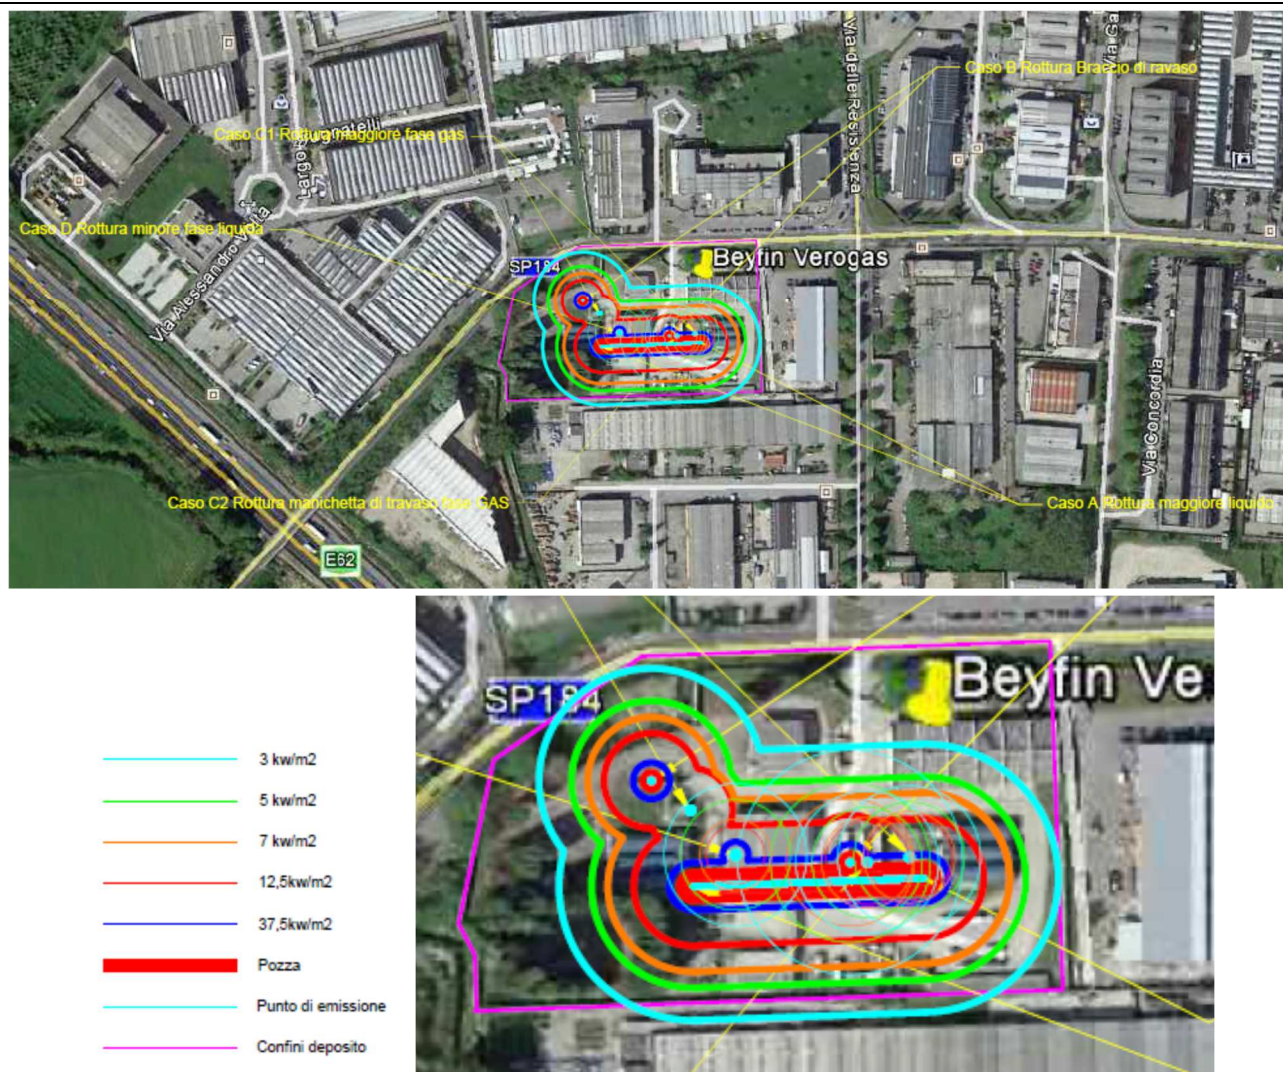 Caso B Rottura Braccio di ravaso
Via delle Resistenza
Caso C1 Rottura maggiore fase gas
Caso D Rottura minore fase liquida
Via Alessandro Volta
SP184
Beyfin Verogas
Via Concordia
Caso C2 Rottura manichetta di travaso fase GAS
Caso A Rottura maggiore liquido
E62
SP184
Beyfin Ve
3 kw/m2
5 kw/m2
7 kw/m2
12,5kw/m2
37,5kw/m2
Pozza
Punto di emissione
Confini deposito